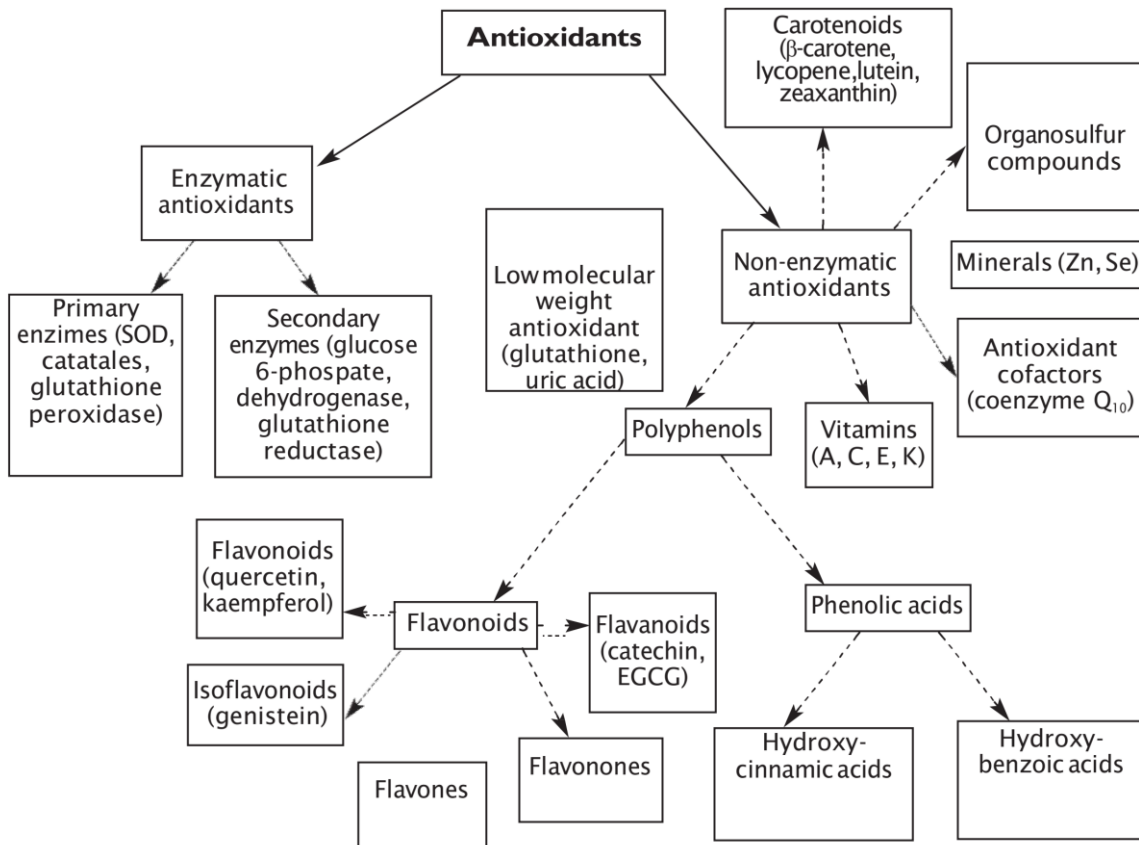 Antioxidants
Carotenoids
(β-carotene,
lycopene,lutein,
zeaxanthin)
Organosulfur
compounds
Enzymatic
antioxidants
Low molecular
weight
antioxidant
(glutathione,
uric acid)
Non-enzymatic
antioxidants
Minerals (Zn, Se)
Primary
enzimes (SOD,
catatales,
glutathione
peroxidase)
Secondary
enzymes (glucose
6-phospate,
dehydrogenase,
glutathione
reductase)
Antioxidant
cofactors
(coenzyme Q₁₀)
Polyphenols
Vitamins
(A, C, E, K)
Flavonoids
(quercetin,
kaempferol)
Flavonoids
Flavanoids
(catechin,
EGCG)
Phenolic acids
Isoflavonoids
(genistein)
Flavones
Flavonones
Hydroxy-
cinnamic acids
Hydroxy-
benzoic acids